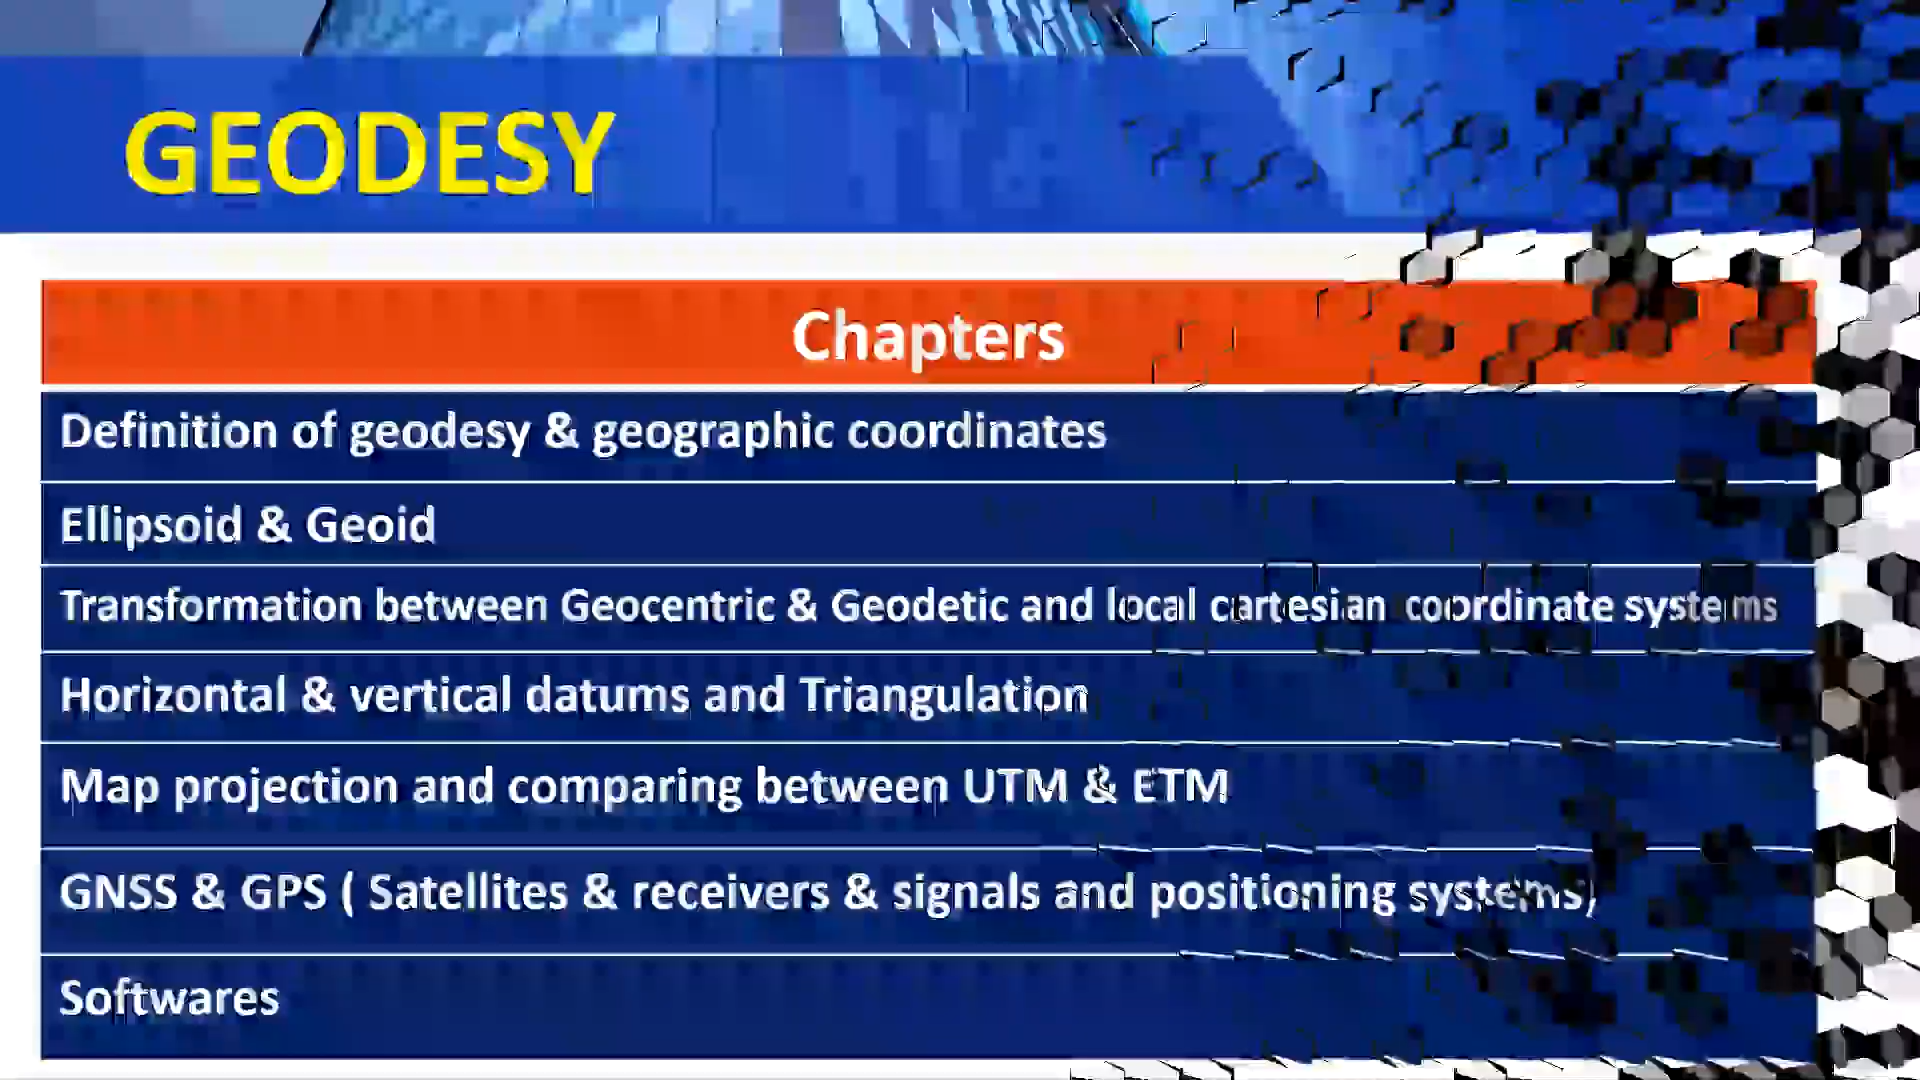 GEODESY
Chapters
Definition of geodesy & geographic coordinates
Ellipsoid & Geoid
Transformation between Geocentric & Geodetic and local cartesian coordinate systems
Horizontal & vertical datums and Triangulation
Map projection and comparing between UTM & ETM
GNSS & GPS ( Satellites & receivers & signals and positioning systems)
Softwares